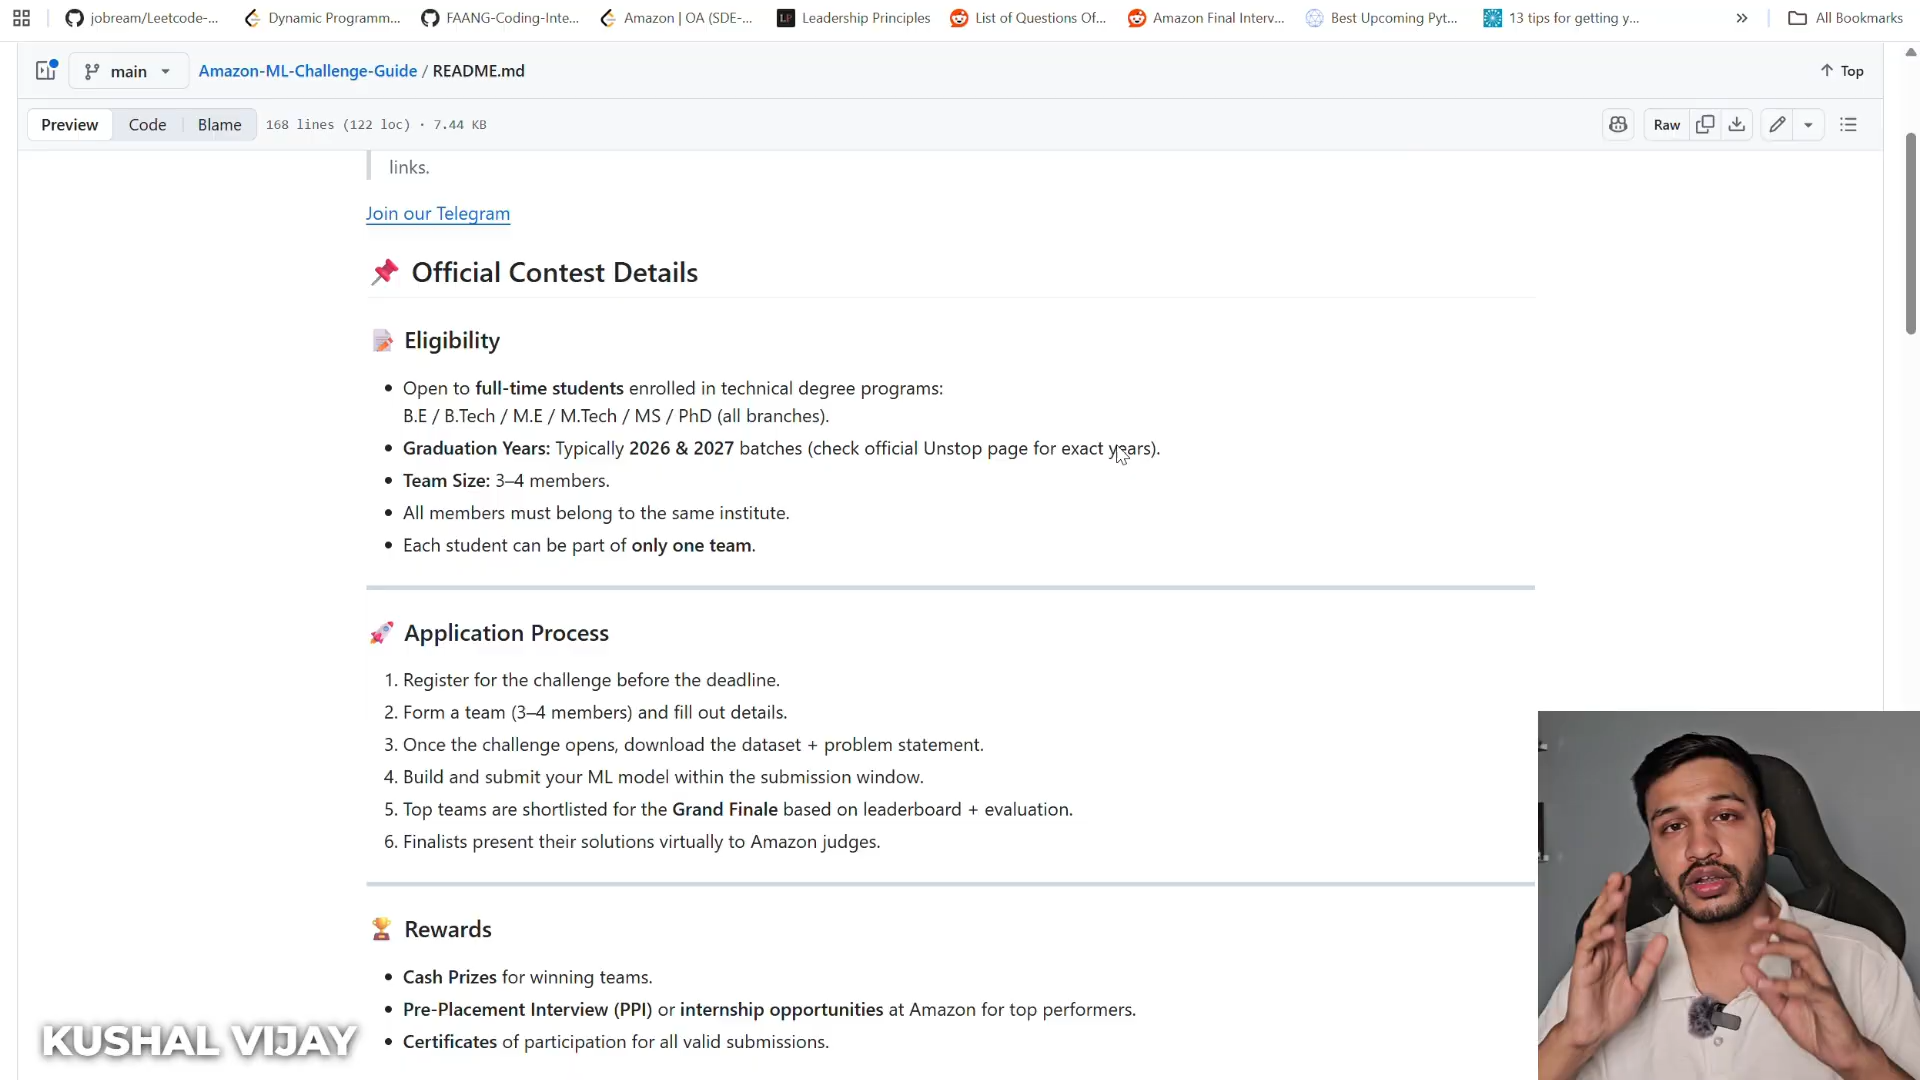 jobream/Leetcode-...
Dynamic Programm...
FAANG-Coding-Inte...
Amazon | OA (SDE-...
Leadership Principles
List of Questions Of...
Amazon Final Interv...
Best Upcoming Pyt...
13 tips for getting y...
All Bookmarks
main
Amazon-ML-Challenge-Guide / README.md
Top
Preview
Code
Blame
168 lines (122 loc) · 7.44 KB
Raw
links.
Join our Telegram
Official Contest Details
Eligibility
• Open to full-time students enrolled in technical degree programs:
B.E / B.Tech / M.E / M.Tech / MS / PhD (all branches).
• Graduation Years: Typically 2026 & 2027 batches (check official Unstop page for exact years).
• Team Size: 3–4 members.
• All members must belong to the same institute.
• Each student can be part of only one team.
Application Process
1. Register for the challenge before the deadline.
2. Form a team (3–4 members) and fill out details.
3. Once the challenge opens, download the dataset + problem statement.
4. Build and submit your ML model within the submission window.
5. Top teams are shortlisted for the Grand Finale based on leaderboard + evaluation.
6. Finalists present their solutions virtually to Amazon judges.
Rewards
• Cash Prizes for winning teams.
• Pre-Placement Interview (PPI) or internship opportunities at Amazon for top performers.
• Certificates of participation for all valid submissions.
KUSHAL VIJAY